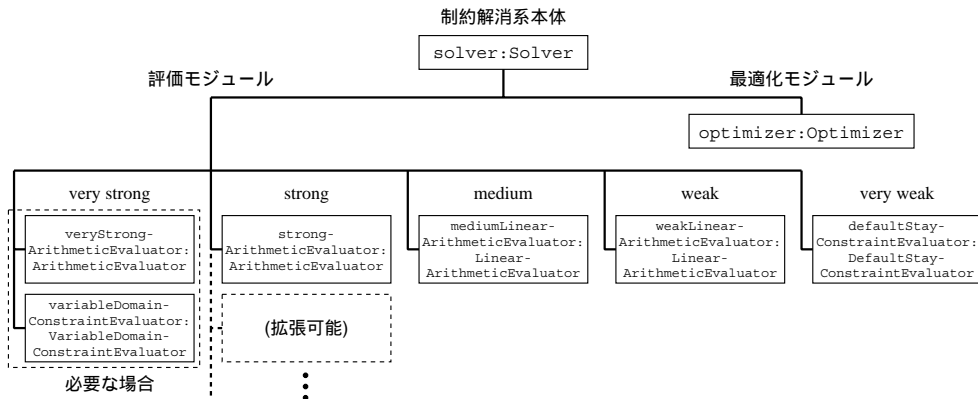 制約解消系本体
solver:Solver
評価モジュール
最適化モジュール
optimizer:Optimizer
very strong
strong
medium
weak
very weak
veryStrong-
ArithmeticEvaluator:
ArithmeticEvaluator
strong-
ArithmeticEvaluator:
ArithmeticEvaluator
mediumLinear-
ArithmeticEvaluator:
Linear-
ArithmeticEvaluator
weakLinear-
ArithmeticEvaluator:
Linear-
ArithmeticEvaluator
defaultStay-
ConstraintEvaluator:
DefaultStay-
ConstraintEvaluator
variableDomain-
ConstraintEvaluator:
VariableDomain-
ConstraintEvaluator
(拡張可能)
必要な場合